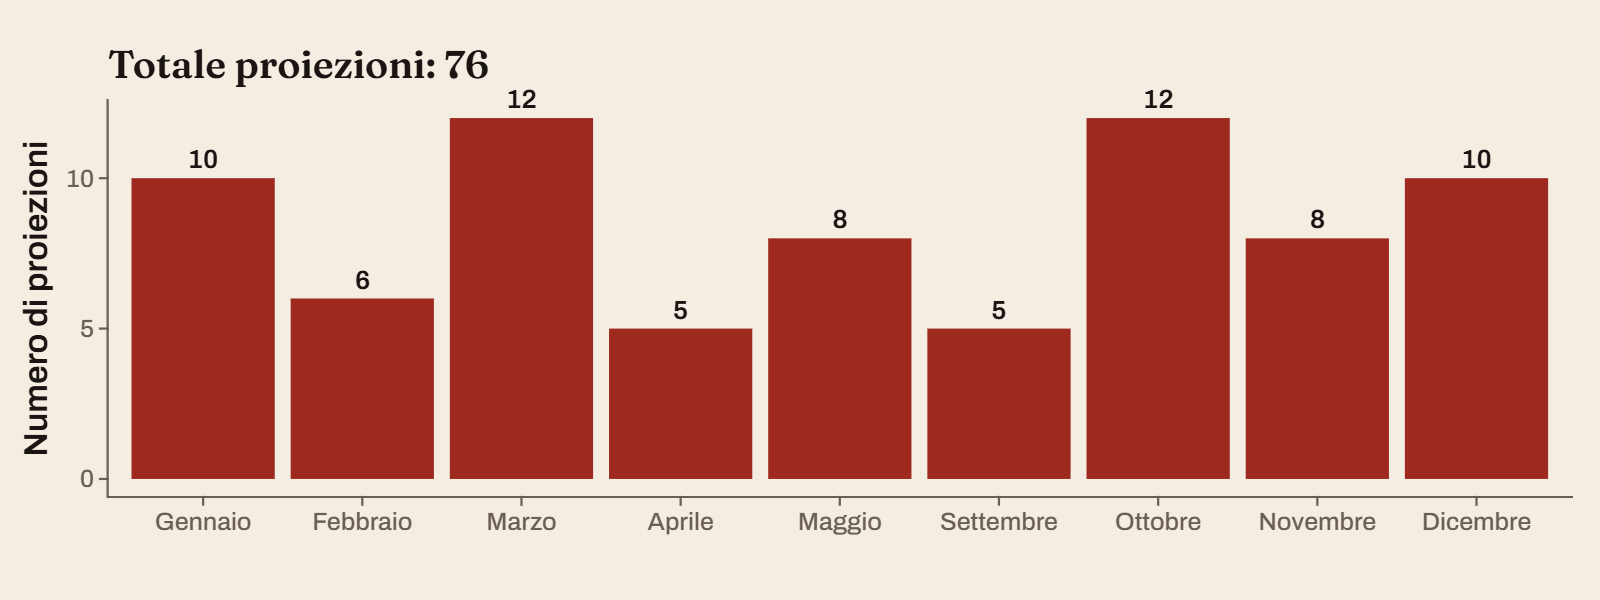 Totale proiezioni: 76
Numero di proiezioni
10
5
0
10
6
12
5
8
5
12
8
10
Gennaio
Febbraio
Marzo
Aprile
Maggio
Settembre
Ottobre
Novembre
Dicembre